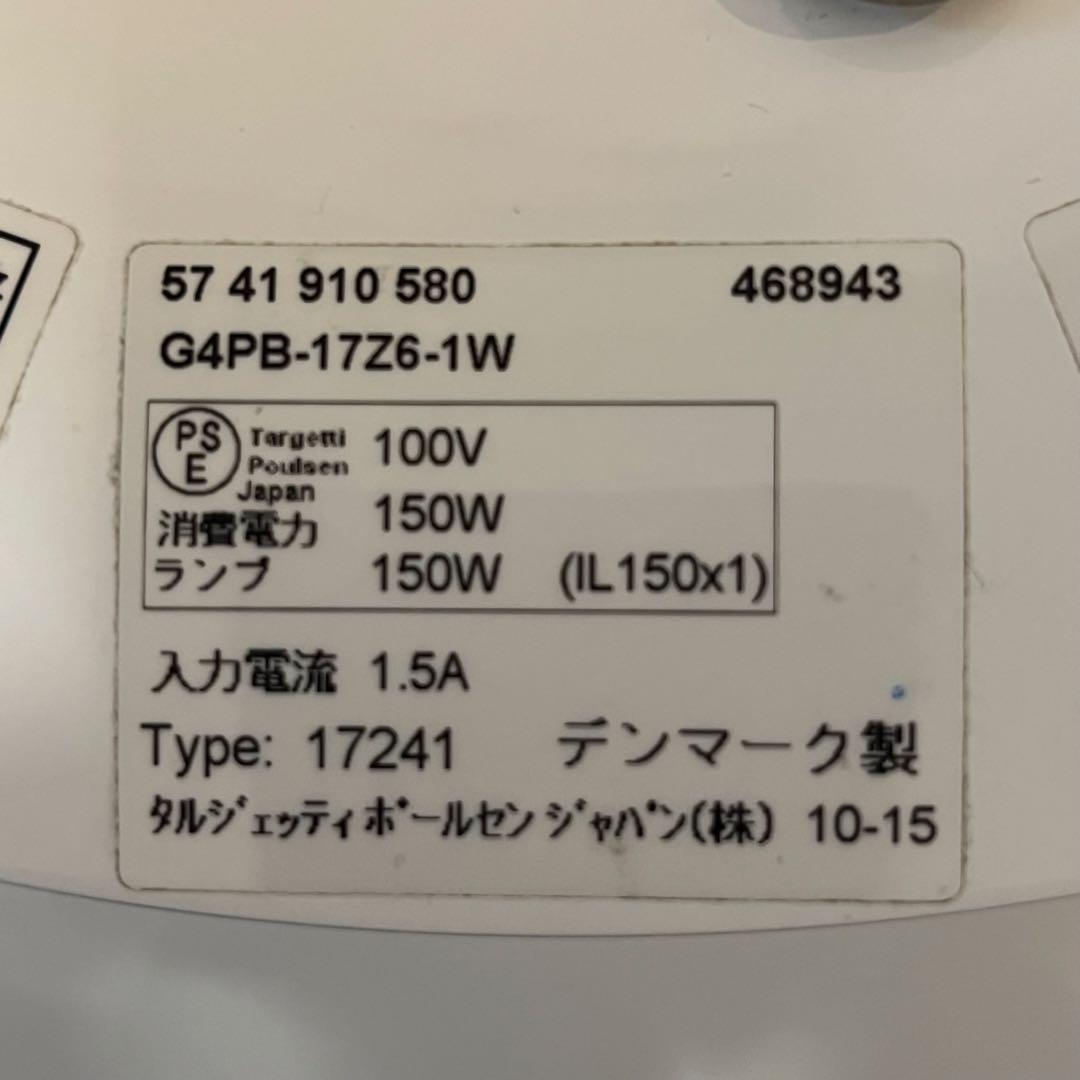 57 41 910 580 468943
G4PB-17Z6-1W
PS
E
Targetti
Poulsen
Japan
100V
消費電力 150W
ランプ 150W (IL150x1)
入力電流 1.5A
Type: 17241 デンマーク製
ﾀﾙｼﾞｪｯﾃｨ ﾎﾟｰﾙｾﾝ ｼﾞｬﾊﾟﾝ(株) 10-15